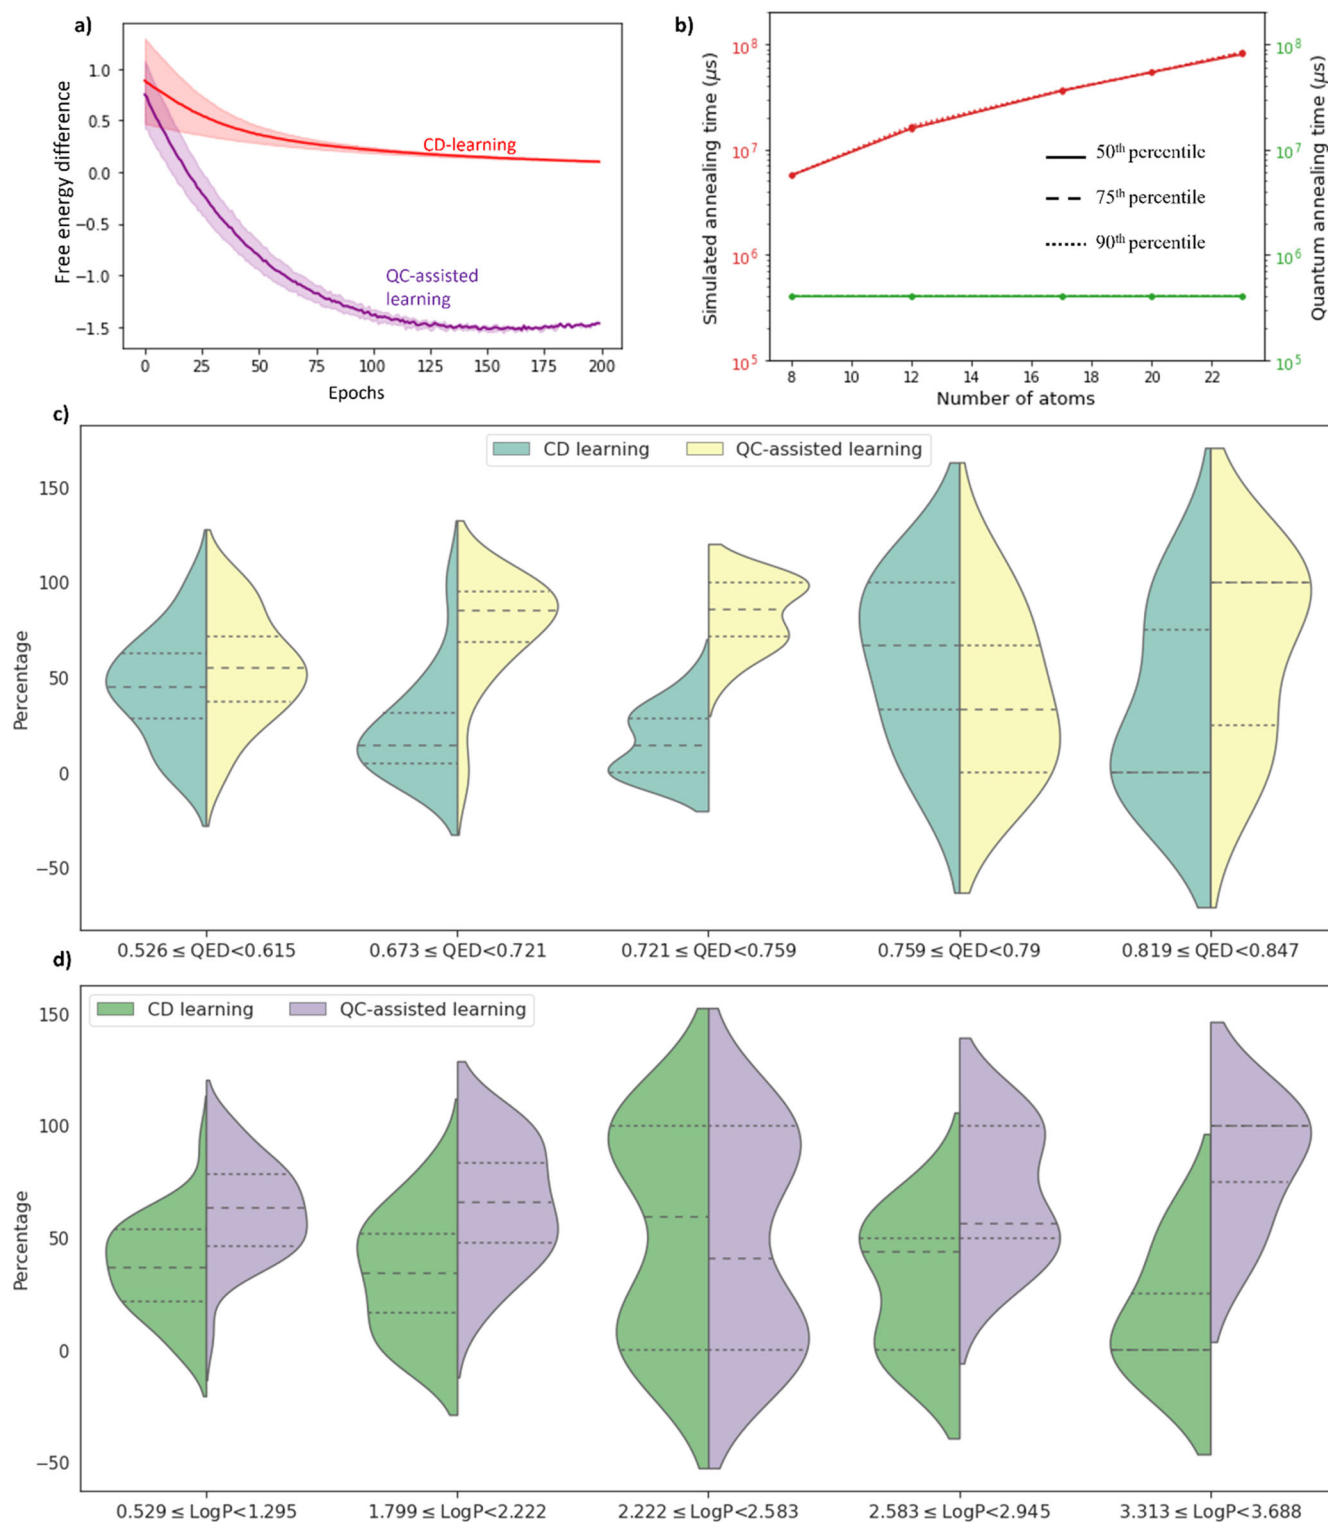 a)
Free energy difference
1.0
0.5
0.0
−0.5
−1.0
−1.5
CD-learning
QC-assisted
learning
0 25 50 75 100 125 150 175 200
Epochs
b)
Simulated annealing time (μs)
10⁸
10⁷
10⁶
10⁵
50th percentile
75th percentile
90th percentile
10⁸
10⁷
10⁶
10⁵
Quantum annealing time (μs)
8 10 12 14 16 18 20 22
Number of atoms
c)
CD learning QC-assisted learning
Percentage
150
100
50
0
−50
0.526 ≤ QED<0.615 0.673 ≤ QED<0.721 0.721 ≤ QED<0.759 0.759 ≤ QED<0.79 0.819 ≤ QED<0.847
d)
CD learning QC-assisted learning
Percentage
150
100
50
0
−50
0.529 ≤ LogP<1.295 1.799 ≤ LogP<2.222 2.222 ≤ LogP<2.583 2.583 ≤ LogP<2.945 3.313 ≤ LogP<3.688